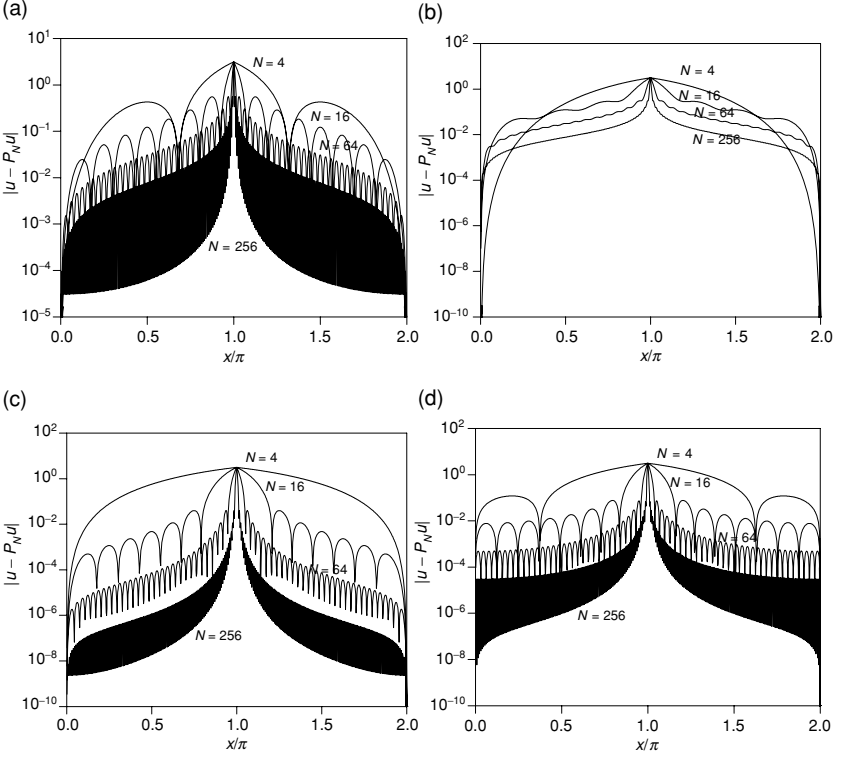 (a)
10^1
10^0
10^−1
10^−2
10^−3
10^−4
10^−5
|u − P_N u|
N = 4
N = 16
N = 64
N = 256
0.0 0.5 1.0 1.5 2.0
x/π
(b)
10^2
10^0
10^−2
10^−4
10^−6
10^−8
10^−10
|u − P_N u|
N = 4
N = 16
N = 64
N = 256
0.0 0.5 1.0 1.5 2.0
x/π
(c)
10^2
10^0
10^−2
10^−4
10^−6
10^−8
10^−10
|u − P_N u|
N = 4
N = 16
N = 64
N = 256
0.0 0.5 1.0 1.5 2.0
x/π
(d)
10^2
10^0
10^−2
10^−4
10^−6
10^−8
10^−10
|u − P_N u|
N = 4
N = 16
N = 64
N = 256
0.0 0.5 1.0 1.5 2.0
x/π